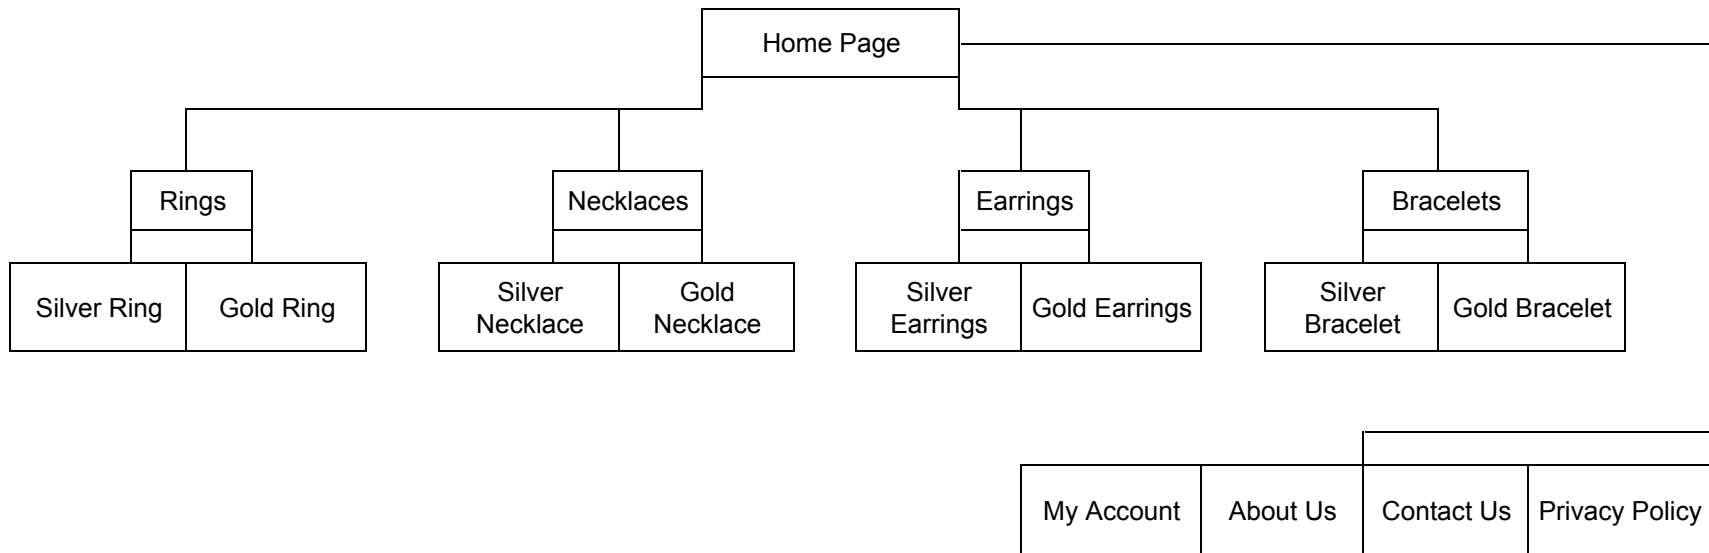 Home Page
Rings
Necklaces
Earrings
Bracelets
Silver Ring
Gold Ring
Silver
Necklace
Gold
Necklace
Silver
Earrings
Gold Earrings
Silver
Bracelet
Gold Bracelet
My Account
About Us
Contact Us
Privacy Policy